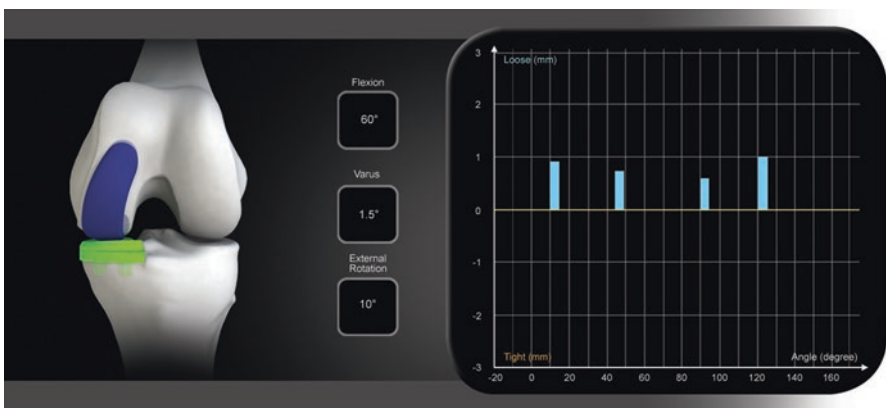 Flexion
60°
Varus
1.5°
External
Rotation
10°
3
Loose (mm)
2
1
0
-1
-2
Tight (mm)
Angle (degree)
-3
-20 0 20 40 60 80 100 120 140 160